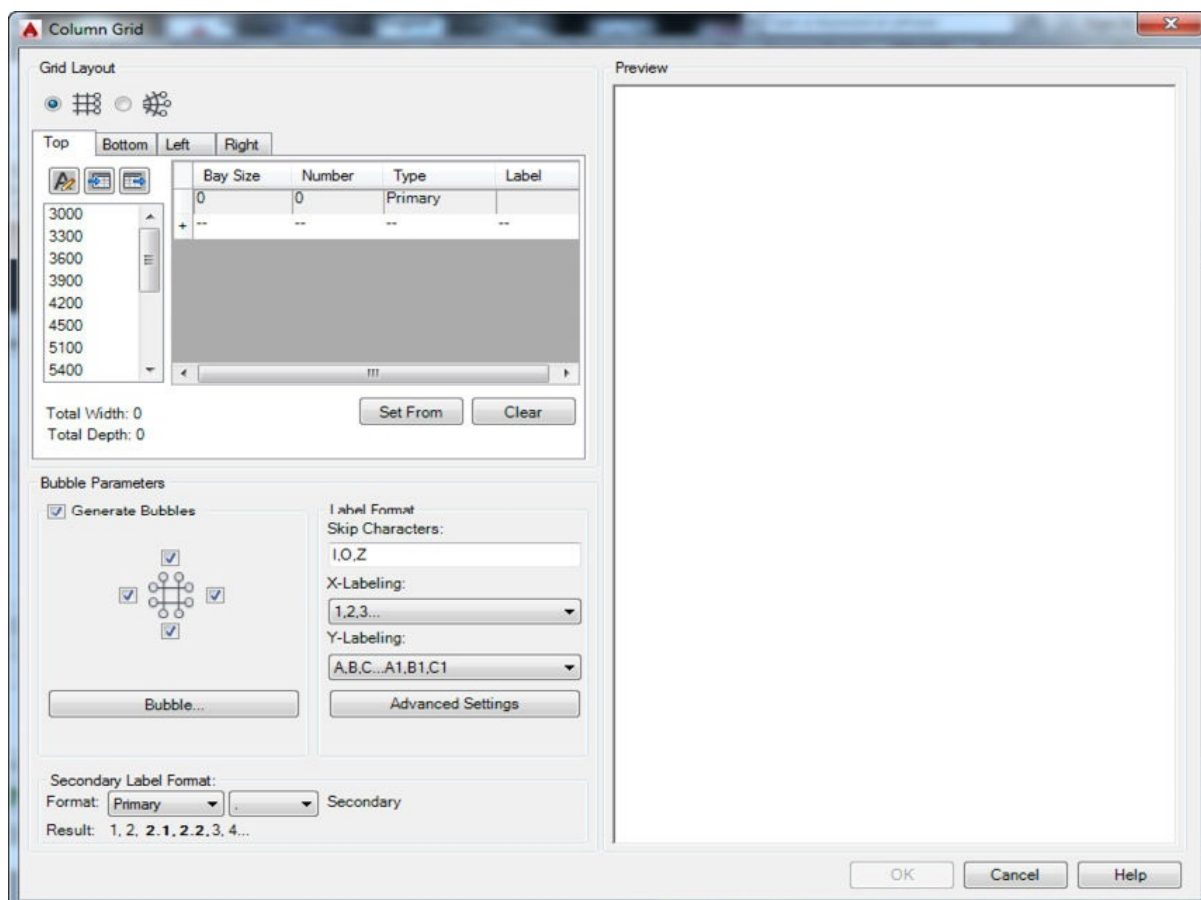 Column Grid
Grid Layout
Top Bottom Left Right
Bay Size Number Type Label
0 0 Primary
+ -- -- -- --
3000
3300
3600
3900
4200
4500
5100
5400
Total Width: 0
Total Depth: 0
Set From Clear
Bubble Parameters
Generate Bubbles
Bubble...
Label Format
Skip Characters:
I,O,Z
X-Labeling:
1,2,3...
Y-Labeling:
A,B,C...A1,B1,C1
Advanced Settings
Secondary Label Format:
Format: Primary . Secondary
Result: 1, 2, 2.1, 2.2, 3, 4...
Preview
OK Cancel Help